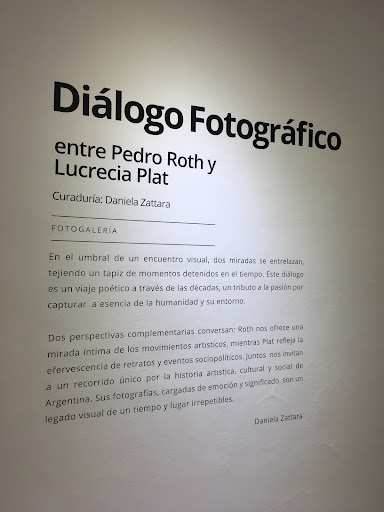 Diálogo Fotográfico
entre Pedro Roth y
Lucrecia Plat
Curaduría: Daniela Zattara
FOTOGALERÍA
En el umbral de un encuentro visual, dos miradas se entrelazan,
tejiendo un tapiz de momentos detenidos en el tiempo. Este diálogo
es un viaje poético a través de las décadas, un tributo a la pasión por
capturar a esencia de la humanidad y su entorno.
Dos perspectivas complementarias conversan: Roth nos ofrece una
mirada íntima de los movimientos artísticos, mientras Plat refleja la
efervescencia de retratos y eventos sociopolíticos. Juntos nos invitan
a un recorrido único por la historia artística, cultural y social de
Argentina. Sus fotografías, cargadas de emoción y significado son un
legado visual de un tiempo y lugar irrepetibles.
Daniela Zattara